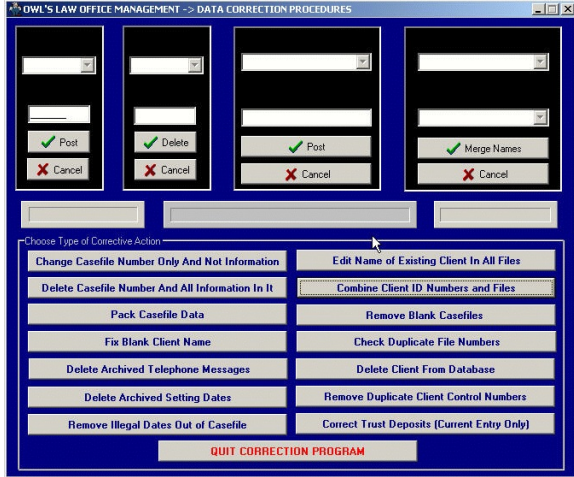 OWL'S LAW OFFICE MANAGEMENT -> DATA CORRECTION PROCEDURES
Post
Delete
Post
Merge Names
Cancel
Cancel
Cancel
Cancel
Choose Type of Corrective Action
Change Casefile Number Only And Not Information
Edit Name of Existing Client In All Files
Delete Casefile Number And All Information In It
Combine Client ID Numbers and Files
Pack Casefile Data
Remove Blank Casefiles
Fix Blank Client Name
Check Duplicate File Numbers
Delete Archived Telephone Messages
Delete Client From Database
Delete Archived Setting Dates
Remove Duplicate Client Control Numbers
Remove Illegal Dates Out of Casefile
Correct Trust Deposits (Current Entry Only)
QUIT CORRECTION PROGRAM